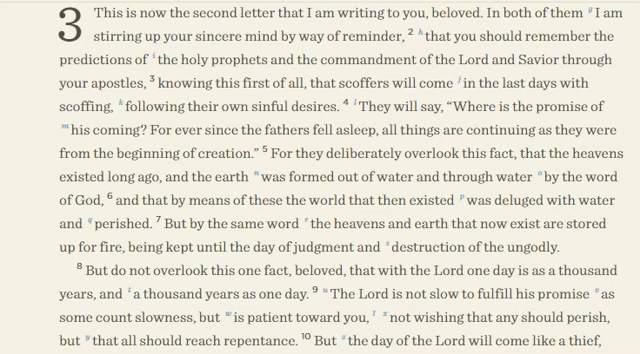 3 This is now the second letter that I am writing to you, beloved. In both of them g I am
stirring up your sincere mind by way of reminder, 2 h that you should remember the
predictions of i the holy prophets and the commandment of the Lord and Savior through
your apostles, 3 knowing this first of all, that scoffers will come j in the last days with
scoffing, k following their own sinful desires. 4 l They will say, “Where is the promise of
m his coming? For ever since the fathers fell asleep, all things are continuing as they were
from the beginning of creation.” 5 For they deliberately overlook this fact, that the heavens
existed long ago, and the earth n was formed out of water and through water o by the word
of God, 6 and that by means of these the world that then existed p was deluged with water
and q perished. 7 But by the same word r the heavens and earth that now exist are stored
up for fire, being kept until the day of judgment and s destruction of the ungodly.
8 But do not overlook this one fact, beloved, that with the Lord one day is as a thousand
years, and t a thousand years as one day. 9 u The Lord is not slow to fulfill his promise v as
some count slowness, but w is patient toward you, 1 x not wishing that any should perish,
but y that all should reach repentance. 10 But z the day of the Lord will come like a thief,